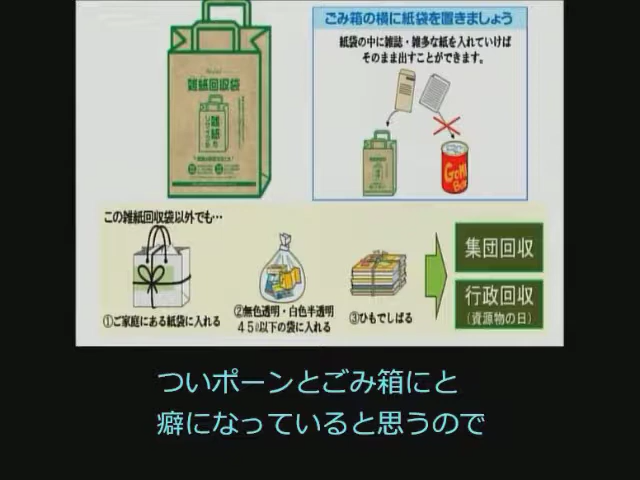 雑紙回収袋
雑紙
ごみ箱の横に紙袋を置きましょう
紙袋の中に雑誌・雑多な紙を入れていけば
そのまま出すことができます。
GoMi
Box
この雑紙回収袋以外でも…
①ご家庭にある紙袋に入れる
②無色透明・白色半透明
45ℓ以下の袋に入れる
③ひもでしばる
集団回収
行政回収
(資源物の日)
ついポーンとごみ箱にと
癖になっていると思うので